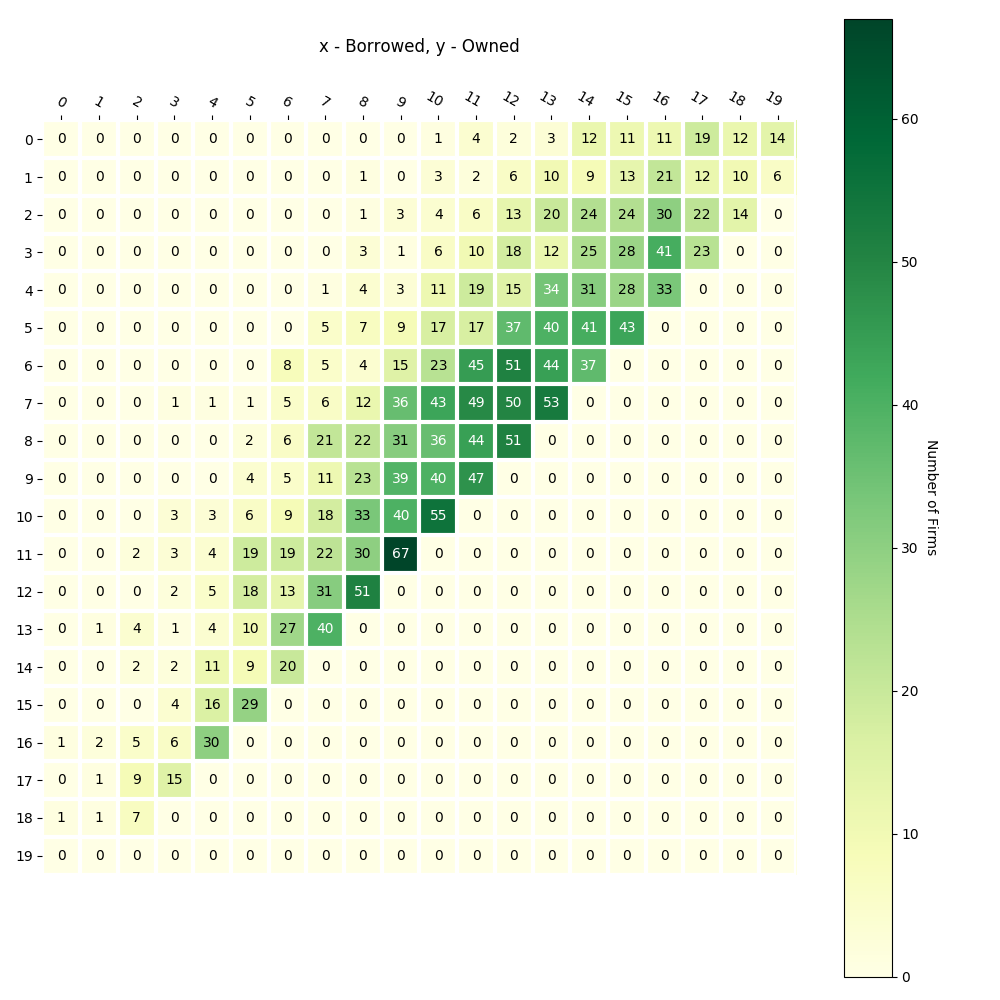 x - Borrowed, y - Owned
0 1 2 3 4 5 6 7 8 9 10 11 12 13 14 15 16 17 18 19
0 0 0 0 0 0 0 0 0 0 0 1 4 2 3 12 11 11 19 12 14
1 0 0 0 0 0 0 0 0 1 0 3 2 6 10 9 13 21 12 10 6
2 0 0 0 0 0 0 0 0 1 3 4 6 13 20 24 24 30 22 14 0
3 0 0 0 0 0 0 0 0 3 1 6 10 18 12 25 28 41 23 0 0
4 0 0 0 0 0 0 0 1 4 3 11 19 15 34 31 28 33 0 0 0
5 0 0 0 0 0 0 0 5 7 9 17 17 37 40 41 43 0 0 0 0
6 0 0 0 0 0 0 8 5 4 15 23 45 51 44 37 0 0 0 0 0
7 0 0 0 1 1 1 5 6 12 36 43 49 50 53 0 0 0 0 0 0
8 0 0 0 0 0 2 6 21 22 31 36 44 51 0 0 0 0 0 0 0
9 0 0 0 0 0 4 5 11 23 39 40 47 0 0 0 0 0 0 0 0
10 0 0 0 3 3 6 9 18 33 40 55 0 0 0 0 0 0 0 0 0
11 0 0 2 3 4 19 19 22 30 67 0 0 0 0 0 0 0 0 0 0
12 0 0 0 2 5 18 13 31 51 0 0 0 0 0 0 0 0 0 0 0
13 0 1 4 1 4 10 27 40 0 0 0 0 0 0 0 0 0 0 0 0
14 0 0 2 2 11 9 20 0 0 0 0 0 0 0 0 0 0 0 0 0
15 0 0 0 4 16 29 0 0 0 0 0 0 0 0 0 0 0 0 0 0
16 1 2 5 6 30 0 0 0 0 0 0 0 0 0 0 0 0 0 0 0
17 0 1 9 15 0 0 0 0 0 0 0 0 0 0 0 0 0 0 0 0
18 1 1 7 0 0 0 0 0 0 0 0 0 0 0 0 0 0 0 0 0
19 0 0 0 0 0 0 0 0 0 0 0 0 0 0 0 0 0 0 0 0
60
50
40
30
20
10
0
Number of Firms